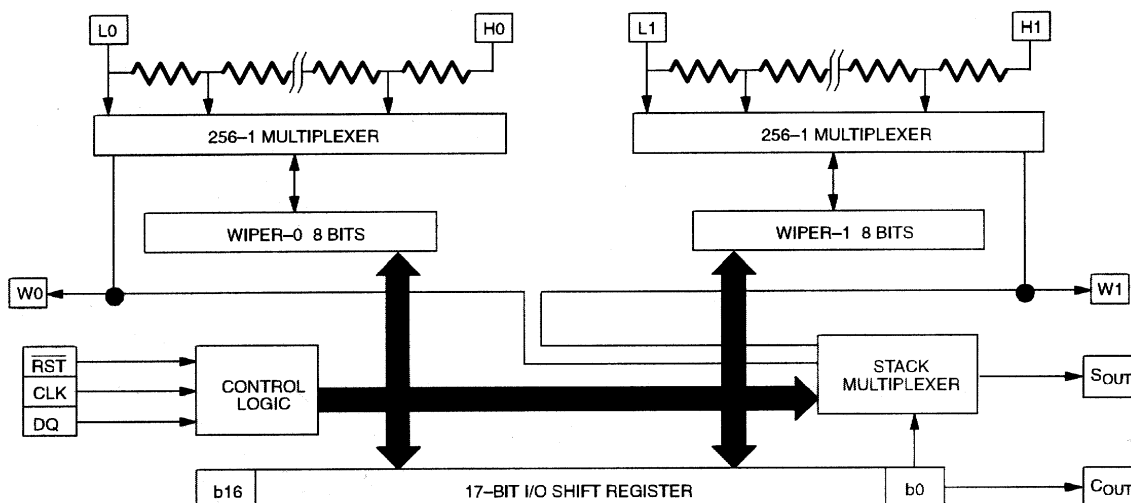 L0
H0
L1
H1
256–1 MULTIPLEXER
256–1 MULTIPLEXER
WIPER–0 8 BITS
WIPER–1 8 BITS
W0
W1
RST
CLK
DQ
CONTROL
LOGIC
STACK
MULTIPLEXER
SOUT
b16
17–BIT I/O SHIFT REGISTER
b0
COUT